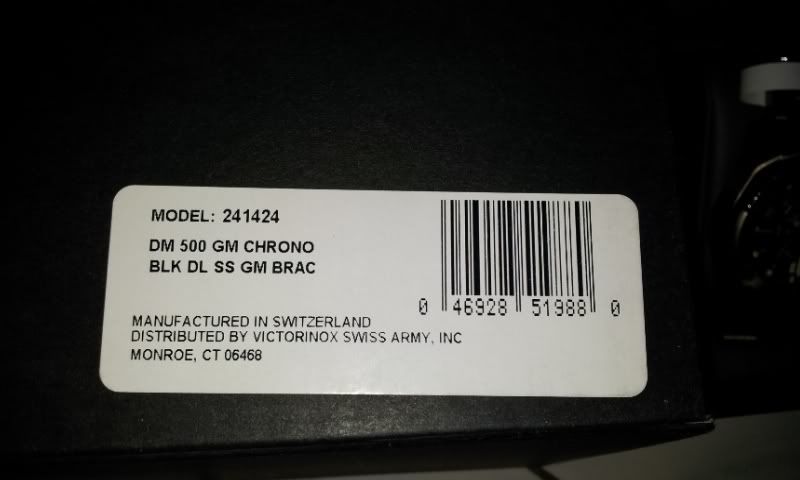 MODEL: 241424
DM 500 GM CHRONO
BLK DL SS GM BRAC
0 46928 51988 0
MANUFACTURED IN SWITZERLAND
DISTRIBUTED BY VICTORINOX SWISS ARMY, INC
MONROE, CT 06468